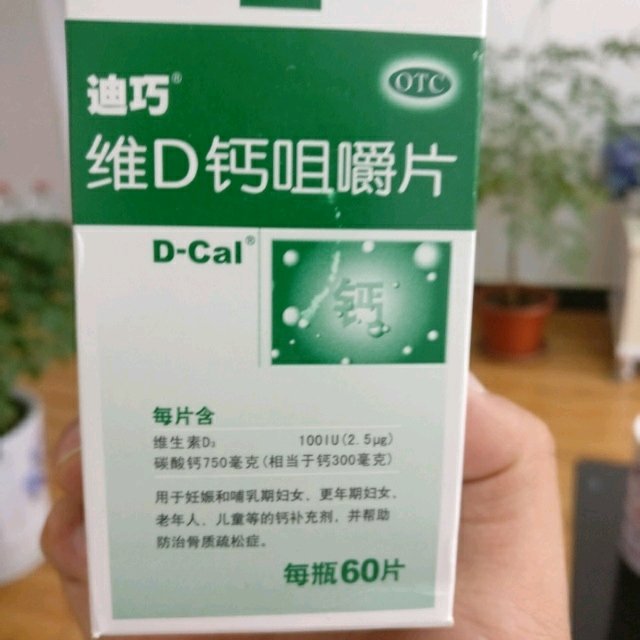 迪巧®
OTC
维D钙咀嚼片
D-Cal®
钙
每片含
维生素D₃ 100IU(2.5μg)
碳酸钙750毫克(相当于钙300毫克)
用于妊娠和哺乳期妇女、更年期妇女、
老年人、儿童等的钙补充剂，并帮助
防治骨质疏松症。
每瓶60片